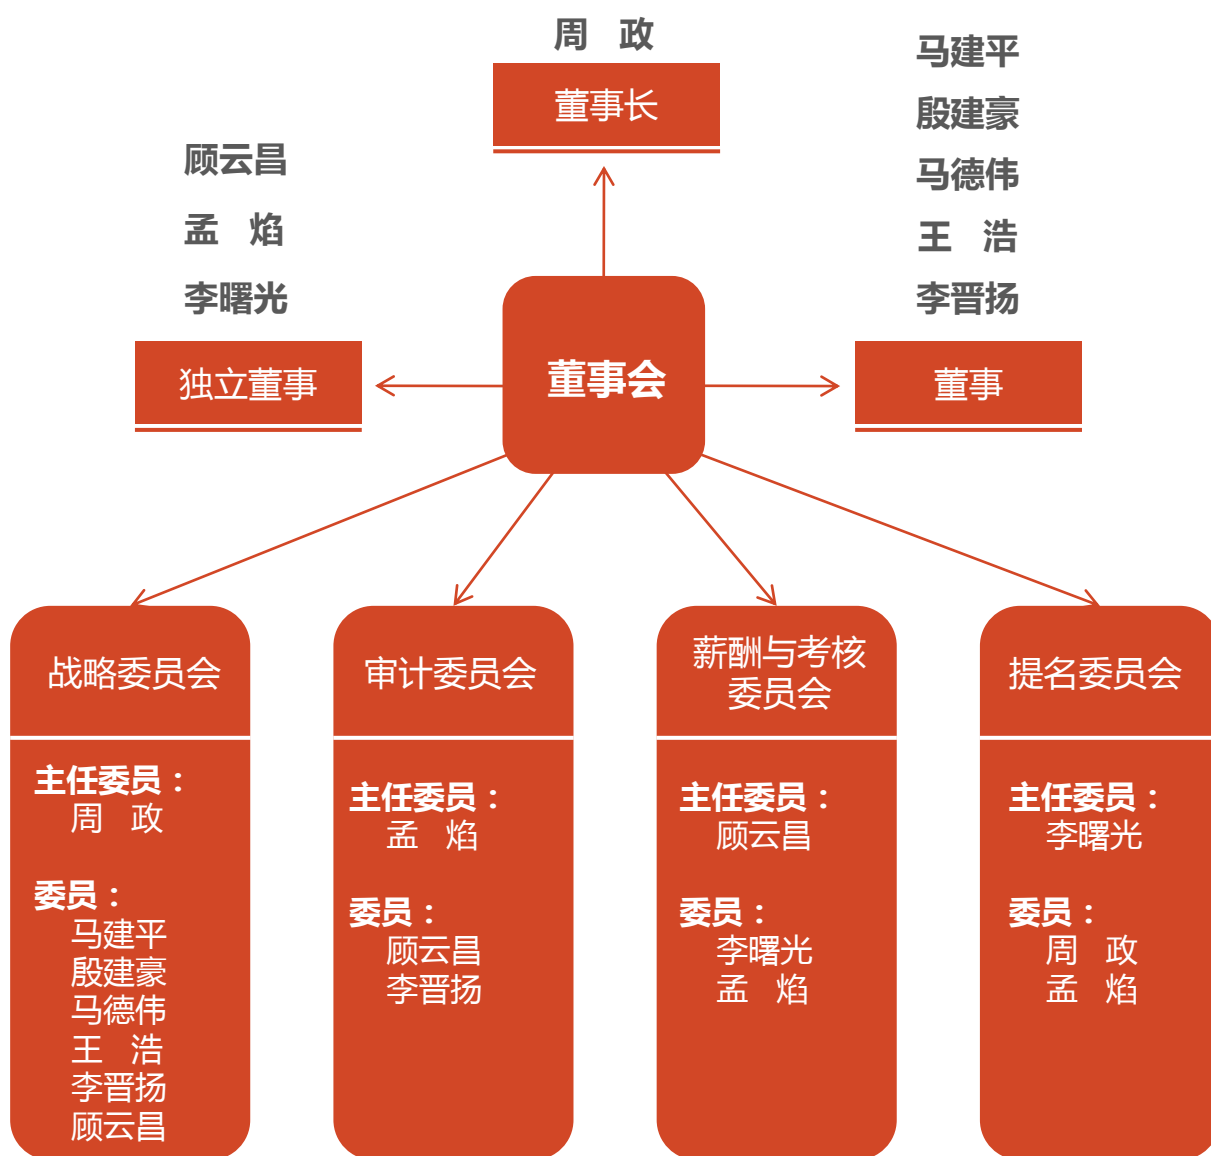 周 政
董事长
马建平
殷建豪
马德伟
王 浩
李晋扬
董事
顾云昌
孟 焰
李曙光
独立董事
董事会
战略委员会
主任委员：
周 政
委员：
马建平
殷建豪
马德伟
王 浩
李晋扬
顾云昌
审计委员会
主任委员：
孟 焰
委员：
顾云昌
李晋扬
薪酬与考核
委员会
主任委员：
顾云昌
委员：
李曙光
孟 焰
提名委员会
主任委员：
李曙光
委员：
周 政
孟 焰